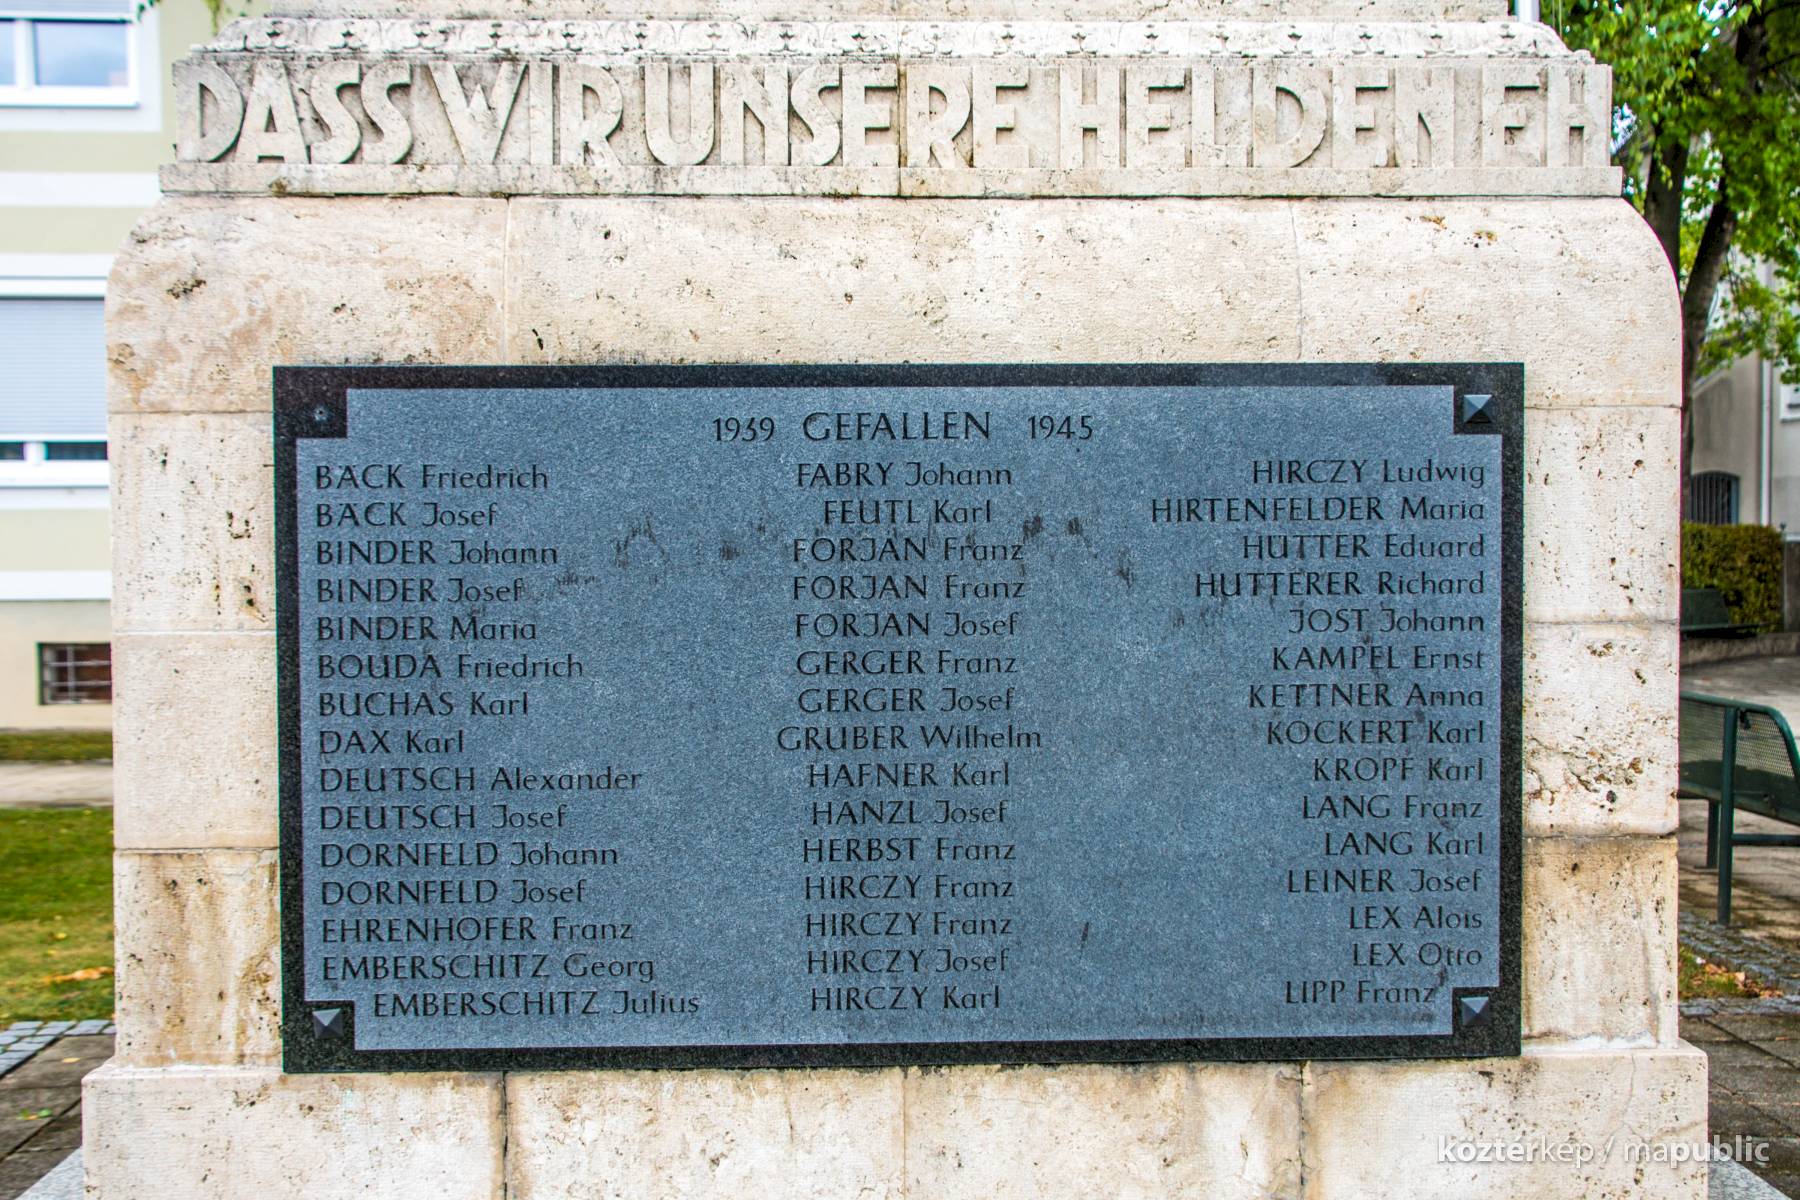 DASS WIR UNSERE HELDEN EH
1939 GEFALLEN 1945
BÄCK Friedrich
BÄCK Josef
BINDER Johann
BINDER Josef
BINDER Maria
BOUDA Friedrich
BUCHAS Karl
DAX Karl
DEUTSCH Alexander
DEUTSCH Josef
DORNFELD Johann
DORNFELD Josef
EHRENHOFER Franz
EMBERSCHITZ Georg
EMBERSCHITZ Julius
FABRY Johann
FEUTL Karl
FORJAN Franz
FORJAN Franz
FORJAN Josef
GERGER Franz
GERGER Josef
GRUBER Wilhelm
HAFNER Karl
HÄNZL Josef
HERBST Franz
HIRCZY Franz
HIRCZY Franz
HIRCZY Josef
HIRCZY Karl
HIRCZY Ludwig
HIRTENFELDER Maria
HÜTTER Eduard
HUTTERER Richard
JOST Johann
KAMPEL Ernst
KETTNER Anna
KÖCKERT Karl
KROPF Karl
LANG Franz
LANG Karl
LEINER Josef
LEX Alois
LEX Otto
LIPP Franz
köztérkép / mapublic